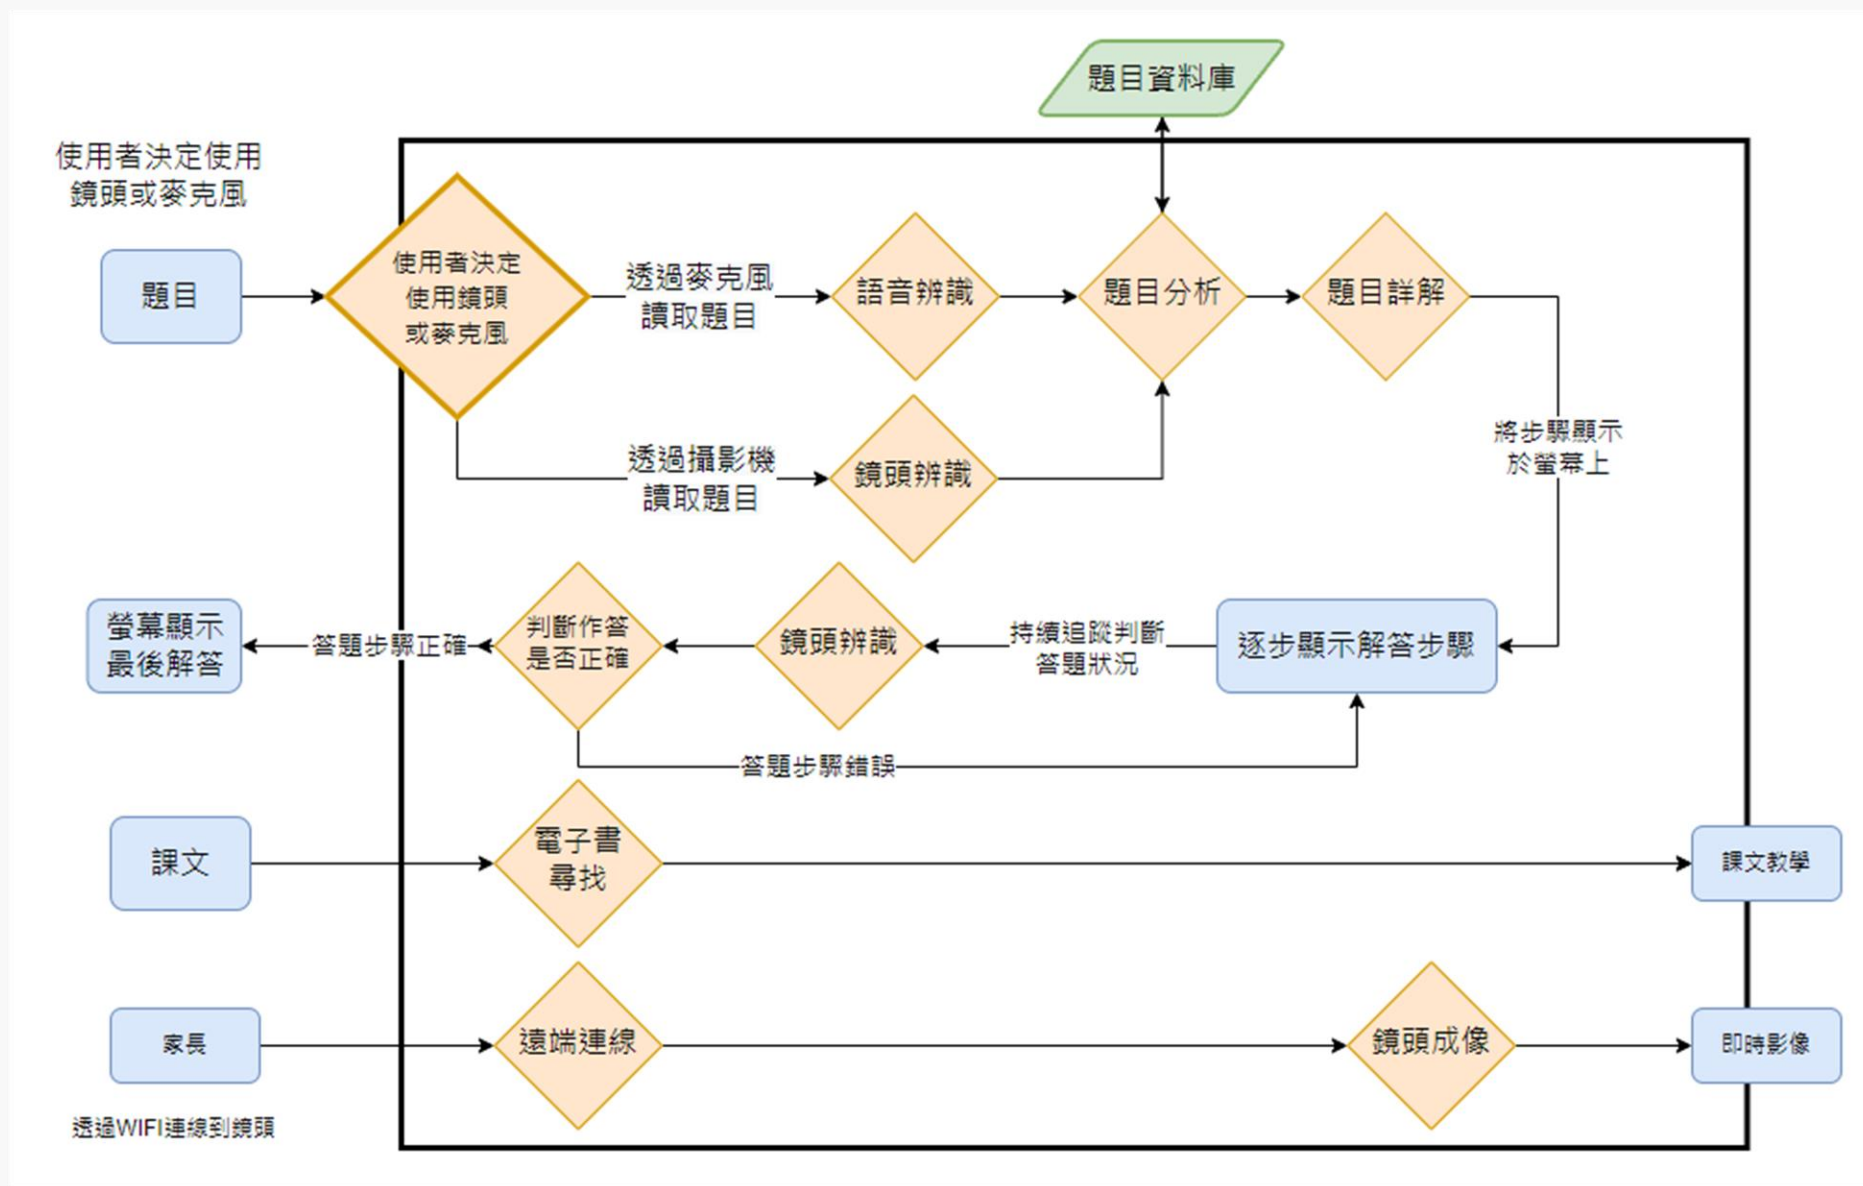 題目資料庫
使用者決定使用
鏡頭或麥克風
題目
使用者決定
使用鏡頭
或麥克風
透過麥克風
讀取題目
語音辨識
題目分析
題目詳解
透過攝影機
讀取題目
鏡頭辨識
將步驟顯示
於螢幕上
螢幕顯示
最後解答
答題步驟正確
判斷作答
是否正確
鏡頭辨識
持續追蹤判斷
答題狀況
逐步顯示解答步驟
答題步驟錯誤
課文
電子書
尋找
課文教學
家長
遠端連線
鏡頭成像
即時影像
透過WIFI連線到鏡頭